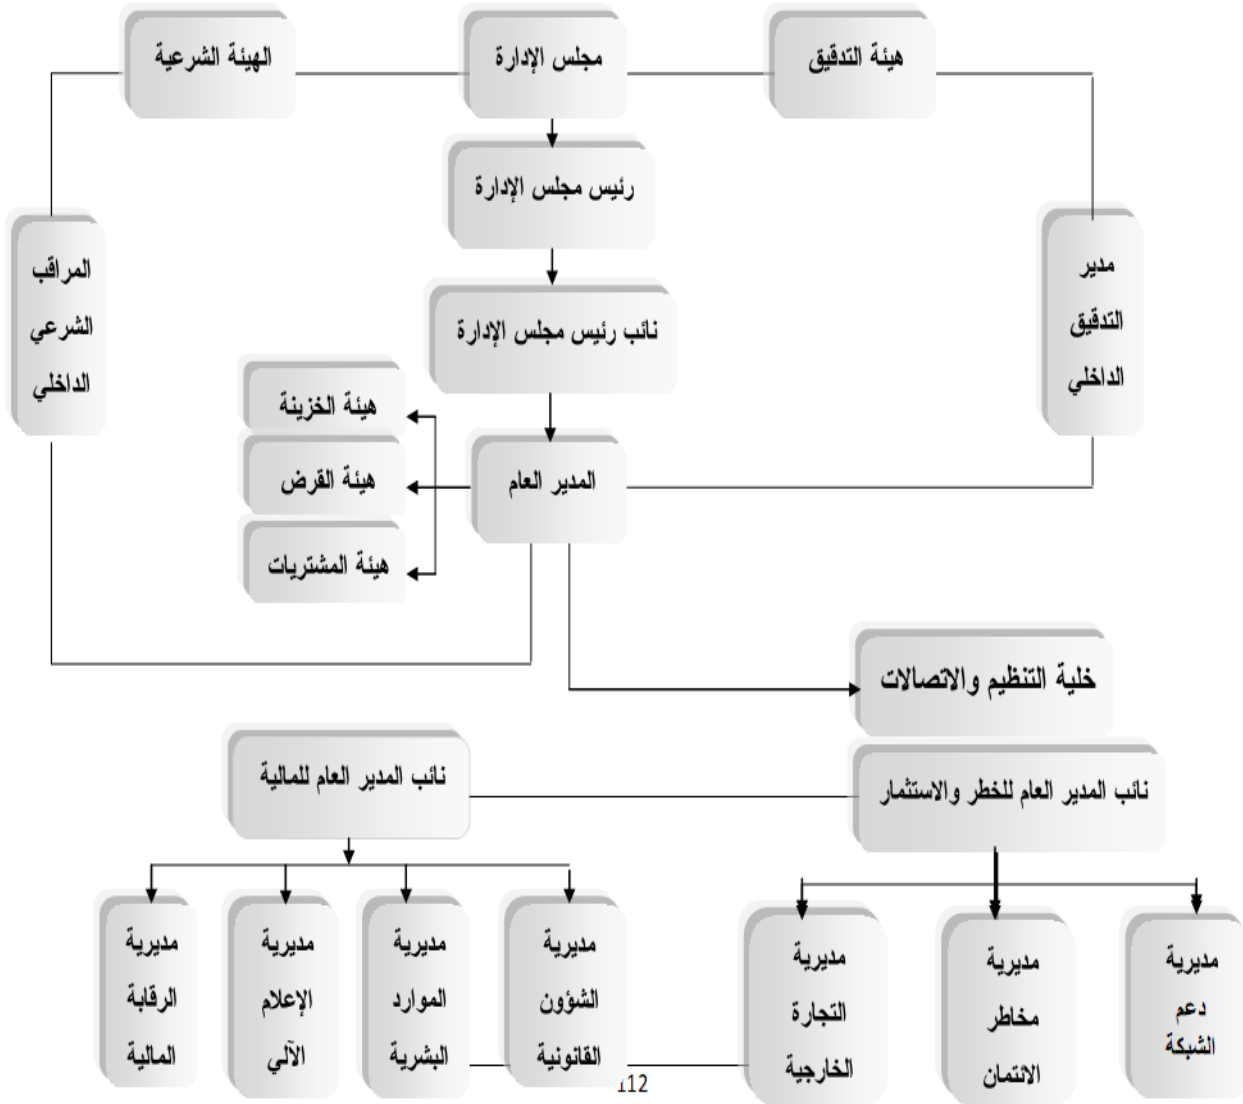 هيئة التدقيق
مجلس الإدارة
الهيئة الشرعية
رئيس مجلس الإدارة
مدير
التدقيق
الداخلي
المراقب
الشرعي
الداخلي
نائب رئيس مجلس الإدارة
هيئة الخزينة
المدير العام
هيئة القرض
هيئة المشتريات
خلية التنظيم والاتصالات
نائب المدير العام للخطر والاستثمار
نائب المدير العام للمالية
مديرية
دعم
الشبكة
مديرية
مخاطر
الائتمان
مديرية
التجارة
الخارجية
مديرية
الشؤون
القانونية
مديرية
الموارد
البشرية
مديرية
الإعلام
الآلي
مديرية
الرقابة
المالية
112